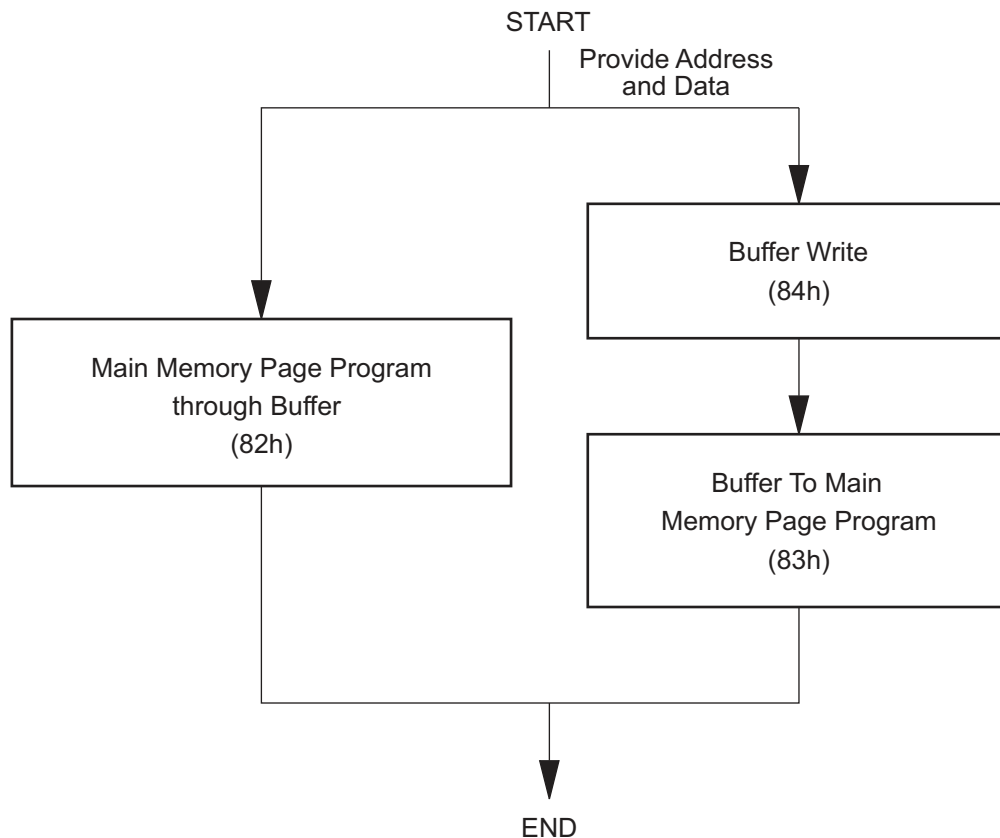 START
Provide Address
and Data
Buffer Write
(84h)
Main Memory Page Program
through Buffer
(82h)
Buffer To Main
Memory Page Program
(83h)
END